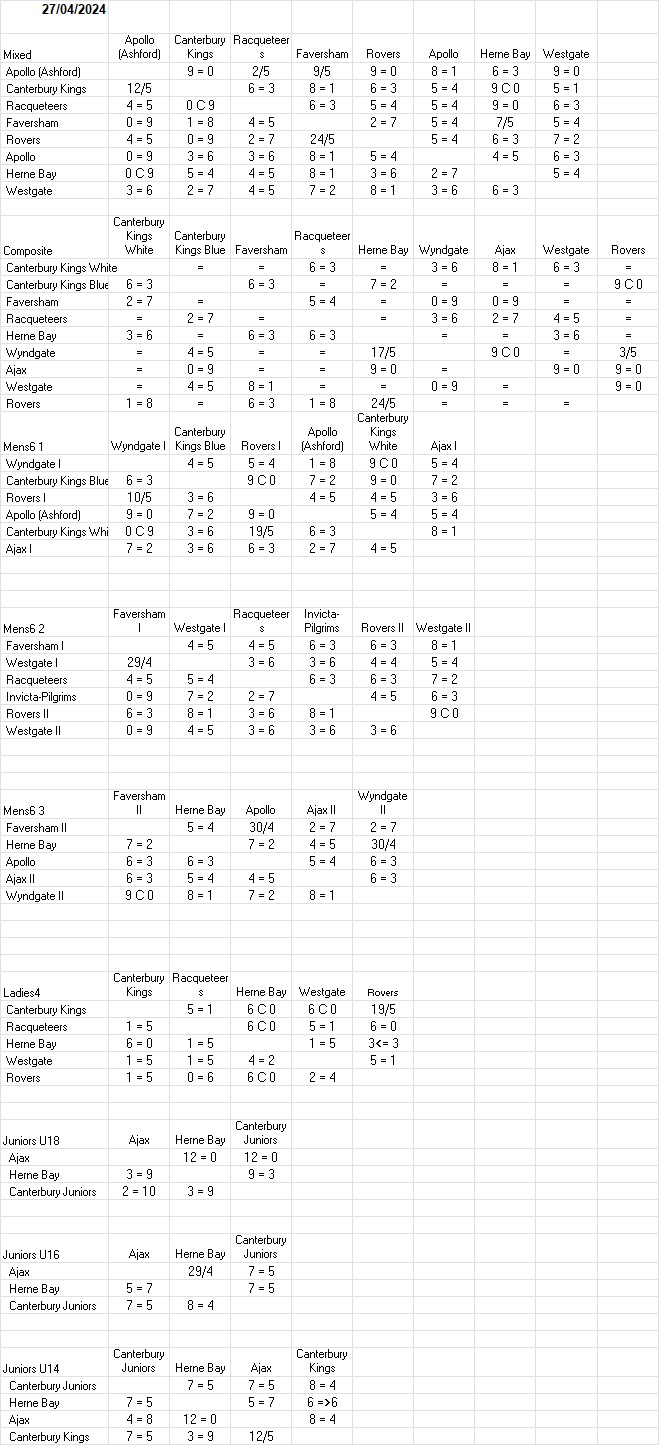 27/04/2024
Mixed Apollo (Ashford) Canterbury Kings Racqueteers Faversham Rovers Apollo Herne Bay Westgate
Apollo (Ashford) 9 = 0 2/5 9/5 9 = 0 8 = 1 6 = 3 9 = 0
Canterbury Kings 12/5 6 = 3 8 = 1 6 = 3 5 = 4 9 C 0 5 = 1
Racqueteers 4 = 5 0 C 9 6 = 3 5 = 4 5 = 4 9 = 0 6 = 3
Faversham 0 = 9 1 = 8 4 = 5 2 = 7 5 = 4 7/5 5 = 4
Rovers 4 = 5 0 = 9 2 = 7 24/5 5 = 4 6 = 3 7 = 2
Apollo 0 = 9 3 = 6 3 = 6 8 = 1 5 = 4 4 = 5 6 = 3
Herne Bay 0 C 9 5 = 4 4 = 5 8 = 1 3 = 6 2 = 7 5 = 4
Westgate 3 = 6 2 = 7 4 = 5 7 = 2 8 = 1 3 = 6 6 = 3
Composite Canterbury Kings White Canterbury Kings Blue Faversham Racqueteers Herne Bay Wyndgate Ajax Westgate Rovers
Canterbury Kings White = = 6 = 3 = 3 = 6 8 = 1 6 = 3 =
Canterbury Kings Blue 6 = 3 6 = 3 = 7 = 2 = = = 9 C 0
Faversham 2 = 7 = 5 = 4 = 0 = 9 0 = 9 = =
Racqueteers = 2 = 7 = = 3 = 6 2 = 7 4 = 5 =
Herne Bay 3 = 6 = 6 = 3 6 = 3 = = 3 = 6 =
Wyndgate = 4 = 5 = = 17/5 9 C 0 = 3/5
Ajax = 0 = 9 = = 9 = 0 = 9 = 0 9 = 0
Westgate = 4 = 5 8 = 1 = = 0 = 9 = 9 = 0
Rovers 1 = 8 = 6 = 3 1 = 8 24/5 = = =
Mens6 1 Wyndgate I Canterbury Kings Blue Rovers I Apollo (Ashford) Canterbury Kings White Ajax I
Wyndgate I 4 = 5 5 = 4 1 = 8 9 C 0 5 = 4
Canterbury Kings Blue 6 = 3 9 C 0 7 = 2 9 = 0 7 = 2
Rovers I 10/5 3 = 6 4 = 5 4 = 5 3 = 6
Apollo (Ashford) 9 = 0 7 = 2 9 = 0 5 = 4 5 = 4
Canterbury Kings Whi 0 C 9 3 = 6 19/5 6 = 3 8 = 1
Ajax I 7 = 2 3 = 6 6 = 3 2 = 7 4 = 5
Mens6 2 Faversham I Westgate I Racqueteers Invicta-Pilgrims Rovers II Westgate II
Faversham I 4 = 5 4 = 5 6 = 3 6 = 3 8 = 1
Westgate I 29/4 3 = 6 3 = 6 4 = 4 5 = 4
Racqueteers 4 = 5 5 = 4 6 = 3 6 = 3 7 = 2
Invicta-Pilgrims 0 = 9 7 = 2 2 = 7 4 = 5 6 = 3
Rovers II 6 = 3 8 = 1 3 = 6 8 = 1 9 C 0
Westgate II 0 = 9 4 = 5 3 = 6 3 = 6 3 = 6
Mens6 3 Faversham II Herne Bay Apollo Ajax II Wyndgate II
Faversham II 5 = 4 30/4 2 = 7 2 = 7
Herne Bay 7 = 2 7 = 2 4 = 5 30/4
Apollo 6 = 3 6 = 3 5 = 4 6 = 3
Ajax II 6 = 3 5 = 4 4 = 5 6 = 3
Wyndgate II 9 C 0 8 = 1 7 = 2 8 = 1
Ladies4 Canterbury Kings Racqueteers Herne Bay Westgate Rovers
Canterbury Kings 5 = 1 6 C 0 6 C 0 19/5
Racqueteers 1 = 5 6 C 0 5 = 1 6 = 0
Herne Bay 6 = 0 1 = 5 1 = 5 3<= 3
Westgate 1 = 5 1 = 5 4 = 2 5 = 1
Rovers 1 = 5 0 = 6 6 C 0 2 = 4
Juniors U18 Ajax Herne Bay Canterbury Juniors
Ajax 12 = 0 12 = 0
Herne Bay 3 = 9 9 = 3
Canterbury Juniors 2 = 10 3 = 9
Juniors U16 Ajax Herne Bay Canterbury Juniors
Ajax 29/4 7 = 5
Herne Bay 5 = 7 7 = 5
Canterbury Juniors 7 = 5 8 = 4
Juniors U14 Canterbury Juniors Herne Bay Ajax Canterbury Kings
Canterbury Juniors 7 = 5 7 = 5 8 = 4
Herne Bay 7 = 5 5 = 7 6 =>6
Ajax 4 = 8 12 = 0 8 = 4
Canterbury Kings 7 = 5 3 = 9 12/5